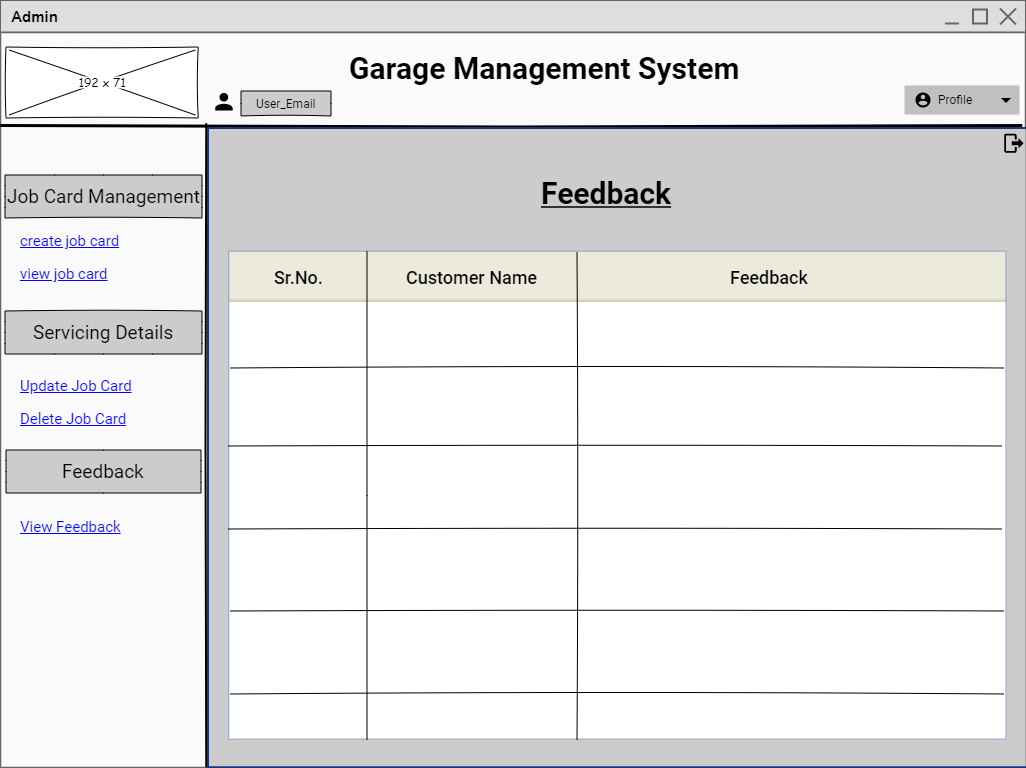 Admin
192 x 71
Garage Management System
User_Email
Profile
Job Card Management
create job card
view job card
Servicing Details
Update Job Card
Delete Job Card
Feedback
View Feedback
Feedback
Sr.No.
Customer Name
Feedback